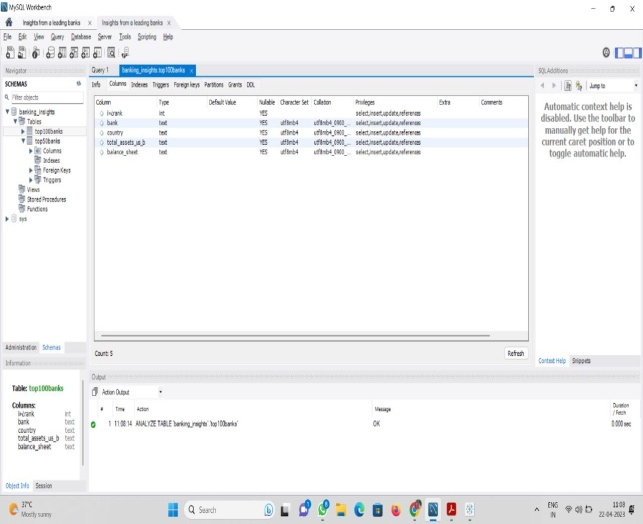 MySQL Workbench
Insights from a leading banks x Insights from a leading banks x
File Edit View Query Database Server Tools Scripting Help
Navigator
SCHEMAS
Filter objects
banking_insights
Tables
top100banks
top50banks
Columns
Indexes
Foreign Keys
Triggers
Views
Stored Procedures
Functions
sys
Administration Schemas
Information
Table: top100banks
Columns:
int
bank text
country text
total_assets_us_b text
balance_sheet text
Object Info Session
Query 1 banking_insights.top100banks x
Info Columns Indexes Triggers Foreign keys Partitions Grants DDL
Column Type Default Value Nullable Character Set Collation Privileges Extra Comments
int YES select,insert,update,references
bank text YES utf8mb4 utf8mb4_0900_... select,insert,update,references
country text YES utf8mb4 utf8mb4_0900_... select,insert,update,references
total_assets_us_b text YES utf8mb4 utf8mb4_0900_... select,insert,update,references
balance_sheet text YES utf8mb4 utf8mb4_0900_... select,insert,update,references
Count: 5 Refresh
Output
Action Output
# Time Action Message Duration / Fetch
1 11:08:14 ANALYZE TABLE `banking_insights`.`top100banks` OK 0.000 sec
SQLAdditions
Jump to
Automatic context help is
disabled. Use the toolbar to
manually get help for the
current caret position or to
toggle automatic help.
Context Help Snippets
37°C
Mostly sunny
Search
ENG
IN
11:08
22-04-2023